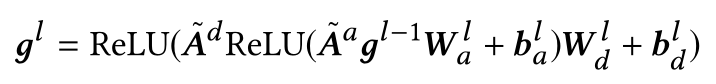 g^l = ReLU(Ã^d ReLU(Ã^a g^{l−1} W_a^l + b_a^l) W_d^l + b_d^l)